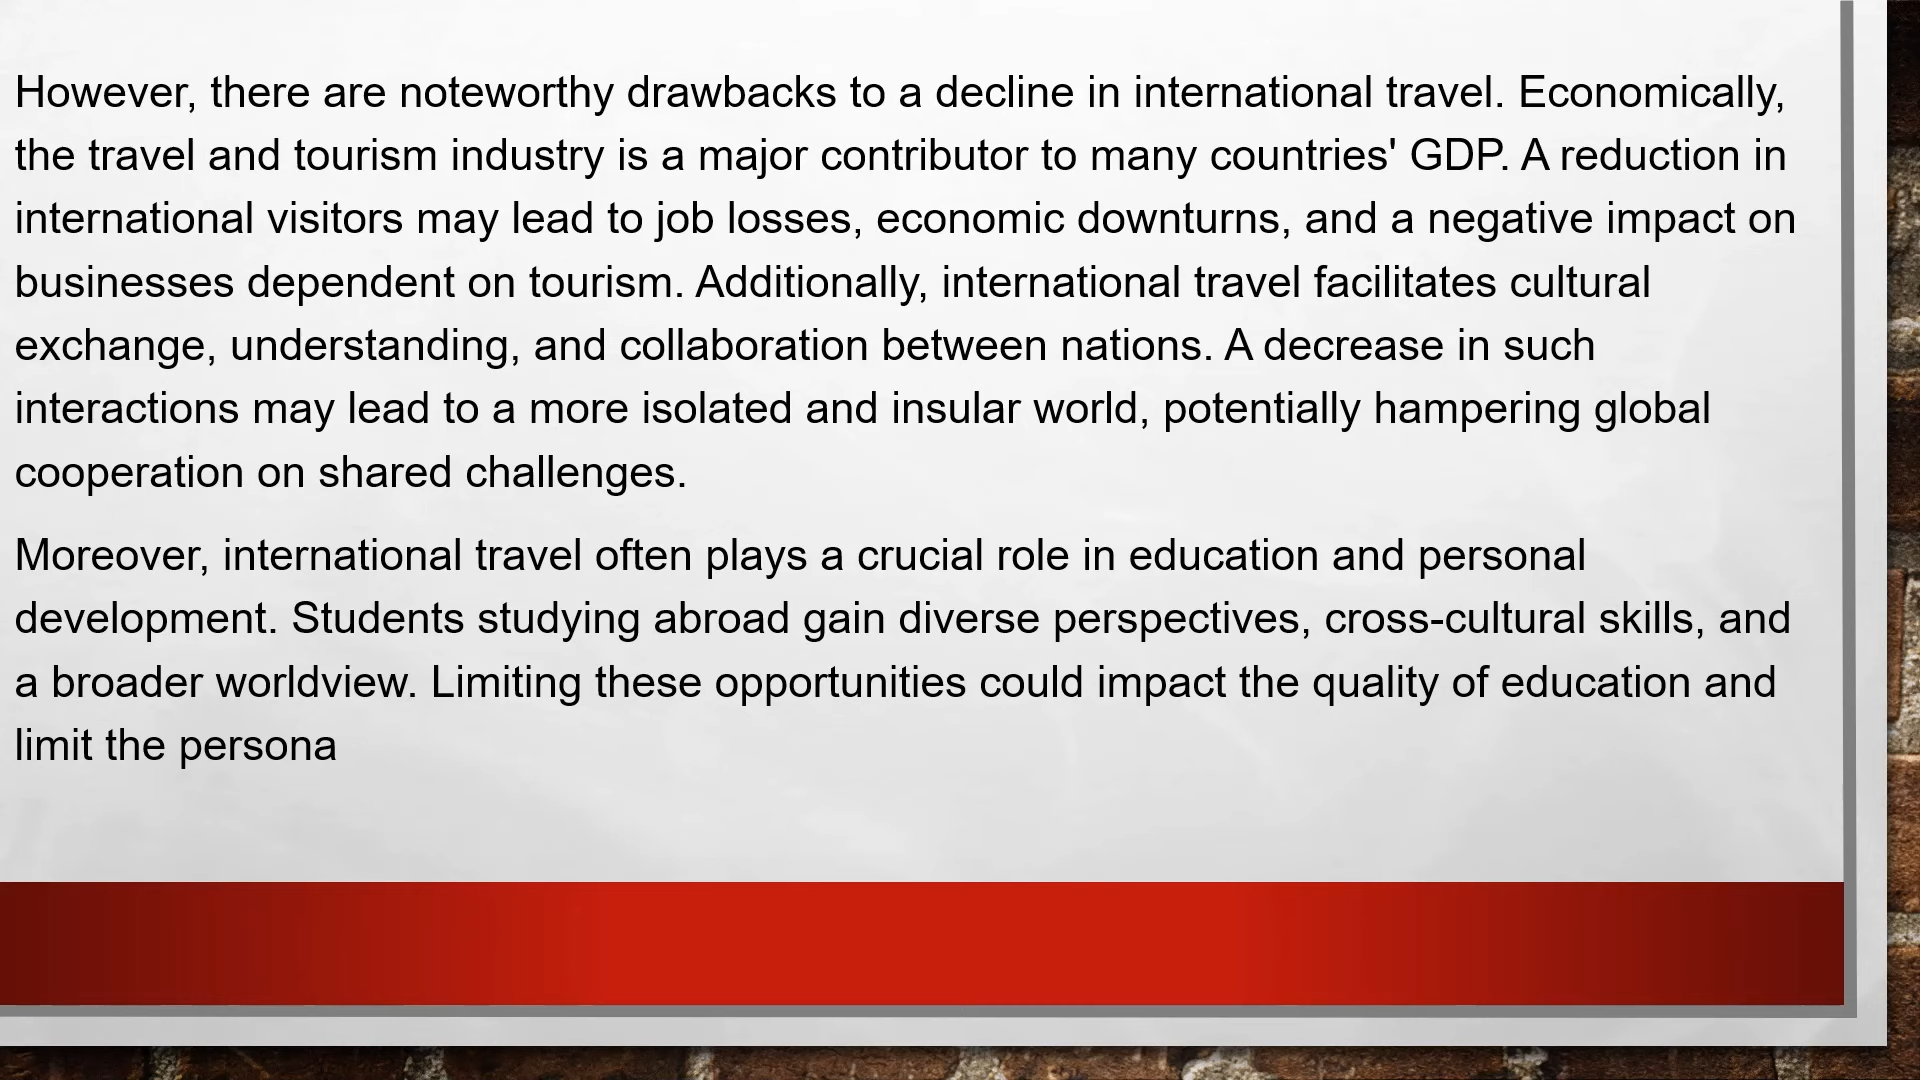 However, there are noteworthy drawbacks to a decline in international travel. Economically,
the travel and tourism industry is a major contributor to many countries' GDP. A reduction in
international visitors may lead to job losses, economic downturns, and a negative impact on
businesses dependent on tourism. Additionally, international travel facilitates cultural
exchange, understanding, and collaboration between nations. A decrease in such
interactions may lead to a more isolated and insular world, potentially hampering global
cooperation on shared challenges.
Moreover, international travel often plays a crucial role in education and personal
development. Students studying abroad gain diverse perspectives, cross-cultural skills, and
a broader worldview. Limiting these opportunities could impact the quality of education and
limit the persona